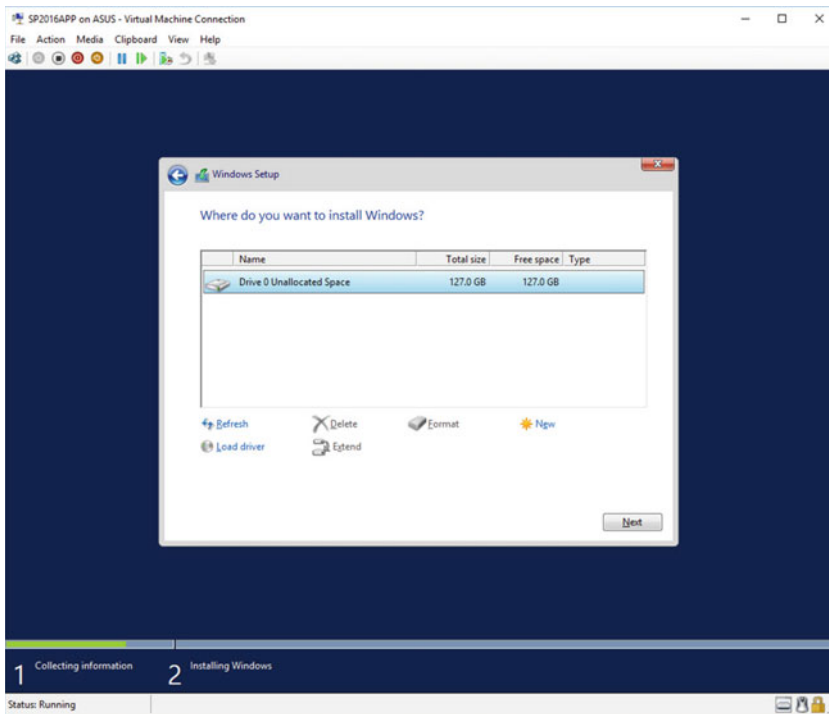 SP2016APP on ASUS - Virtual Machine Connection
File Action Media Clipboard View Help
Windows Setup
Where do you want to install Windows?
Name Total size Free space Type
Drive 0 Unallocated Space 127.0 GB 127.0 GB
Refresh Delete Format New
Load driver Extend
Next
1 Collecting information 2 Installing Windows
Status: Running